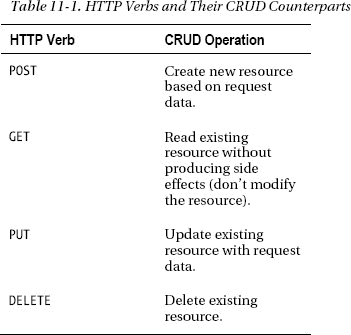 Table 11-1. HTTP Verbs and Their CRUD Counterparts
HTTP Verb CRUD Operation
POST Create new resource
based on request
data.
GET Read existing
resource without
producing side
effects (don’t modify
the resource).
PUT Update existing
resource with request
data.
DELETE Delete existing
resource.